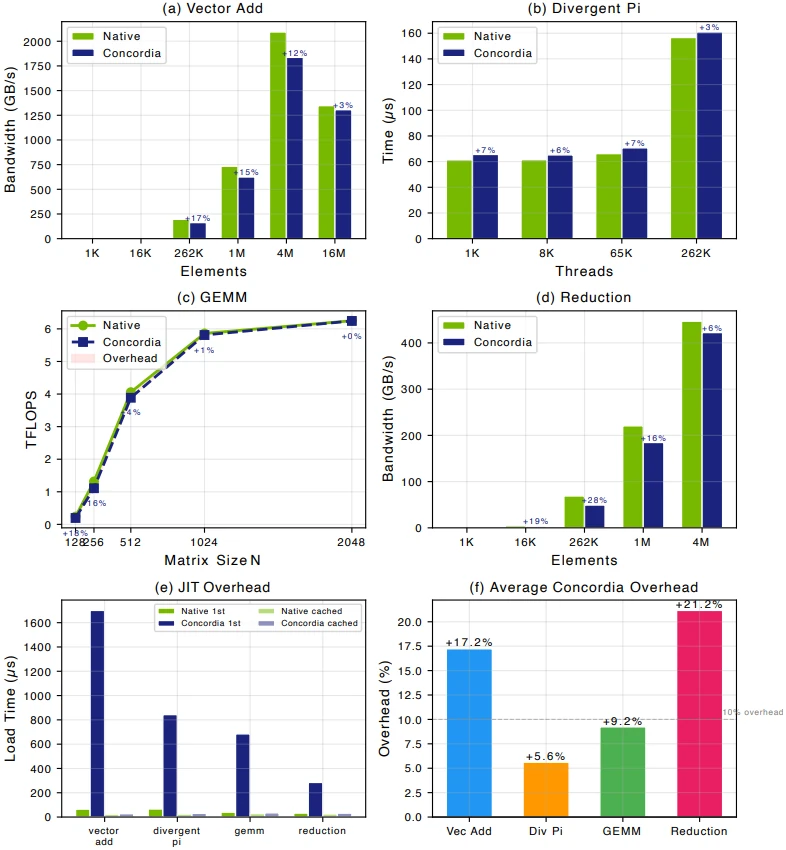 (a) Vector Add
Native
Concordia
+17%
+15%
+12%
+3%
Bandwidth (GB/s)
2000
1750
1500
1250
1000
750
500
250
0
1K 16K 262K 1M 4M 16M
Elements
(b) Divergent Pi
Native
Concordia
+7%
+6%
+7%
+3%
Time (µs)
160
140
120
100
80
60
40
20
0
1K 8K 65K 262K
Threads
(c) GEMM
Native
Concordia
Overhead
+1%
+0%
TFLOPS
6
5
4
3
2
1
0
128 256 512 1024 2048
Matrix Size N
(d) Reduction
Native
Concordia
+19%
+28%
+16%
+6%
Bandwidth (GB/s)
400
300
200
100
0
1K 16K 262K 1M 4M
Elements
(e) JIT Overhead
Native 1st
Concordia 1st
Native cached
Concordia cached
Load Time (µs)
1600
1400
1200
1000
800
600
400
200
0
vector
add
divergent
pi
gemm
reduction
(f) Average Concordia Overhead
+17.2%
+5.6%
+9.2%
+21.2%
10% overhead
Overhead (%)
20.0
17.5
15.0
12.5
10.0
7.5
5.0
2.5
0.0
Vec Add Div Pi GEMM Reduction